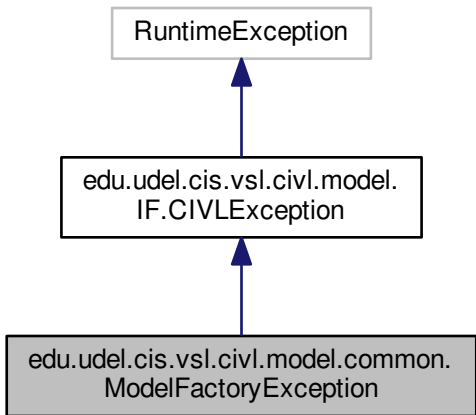 RuntimeException
edu.udel.cis.vsl.civl.model.
IF.CIVLException
edu.udel.cis.vsl.civl.model.common.
ModelFactoryException